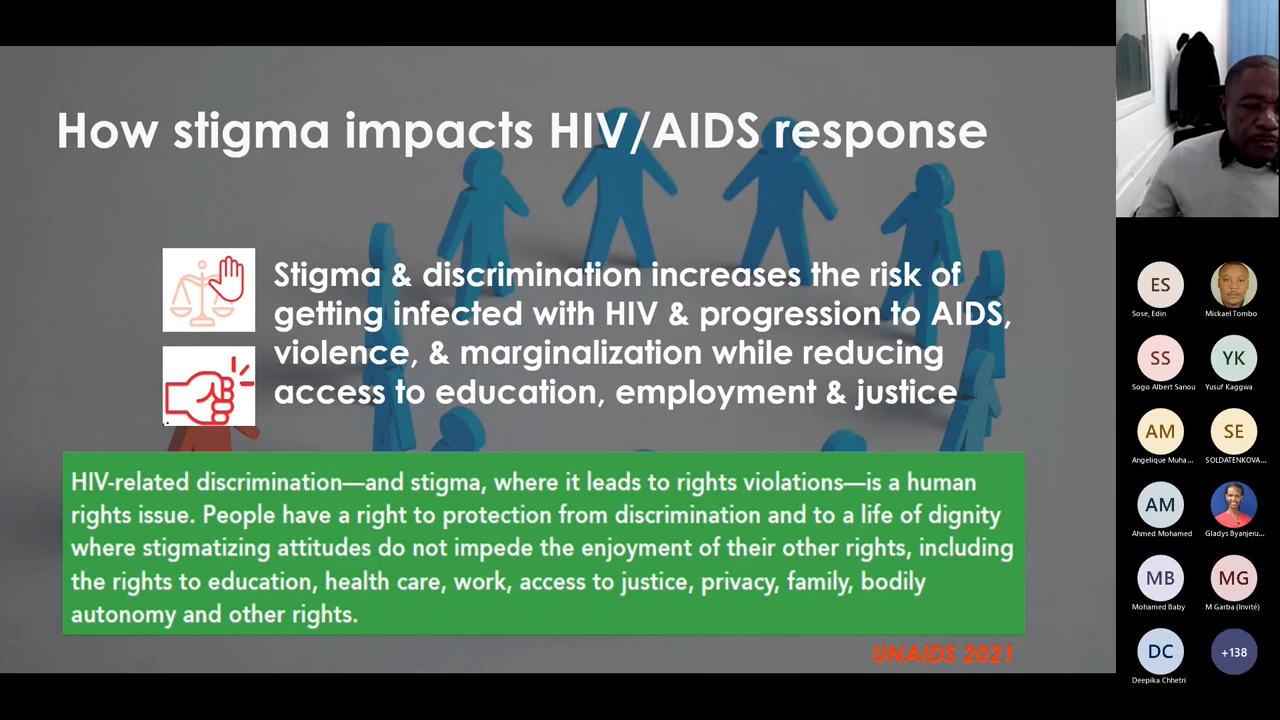 How stigma impacts HIV/AIDS response
Stigma & discrimination increases the risk of
getting infected with HIV & progression to AIDS,
violence, & marginalization while reducing
access to education, employment & justice
HIV-related discrimination—and stigma, where it leads to rights violations—is a human
rights issue. People have a right to protection from discrimination and to a life of dignity
where stigmatizing attitudes do not impede the enjoyment of their other rights, including
the rights to education, health care, work, access to justice, privacy, family, bodily
autonomy and other rights.
UNAIDS 2021
ES
Sose, Edin
Mickael Tombo
SS
Sogo Albert Sanou
YK
Yusuf Kaggwa
AM
Angelique Muha...
SE
SOLDATENKOVA...
AM
Ahmed Mohamed
Gladys Byanjeru...
MB
Mohamed Baby
MG
M Garba (Invité)
DC
Deepika Chhetri
+138